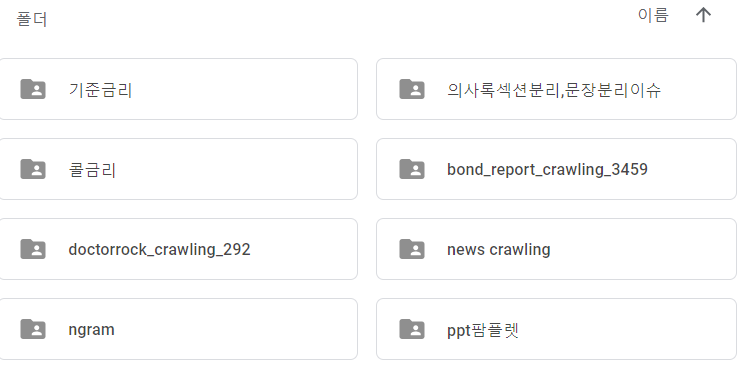 폴더
이름
기준금리
의사록섹션분리,문장분리이슈
콜금리
bond_report_crawling_3459
doctorrock_crawling_292
news crawling
ngram
ppt팜플렛